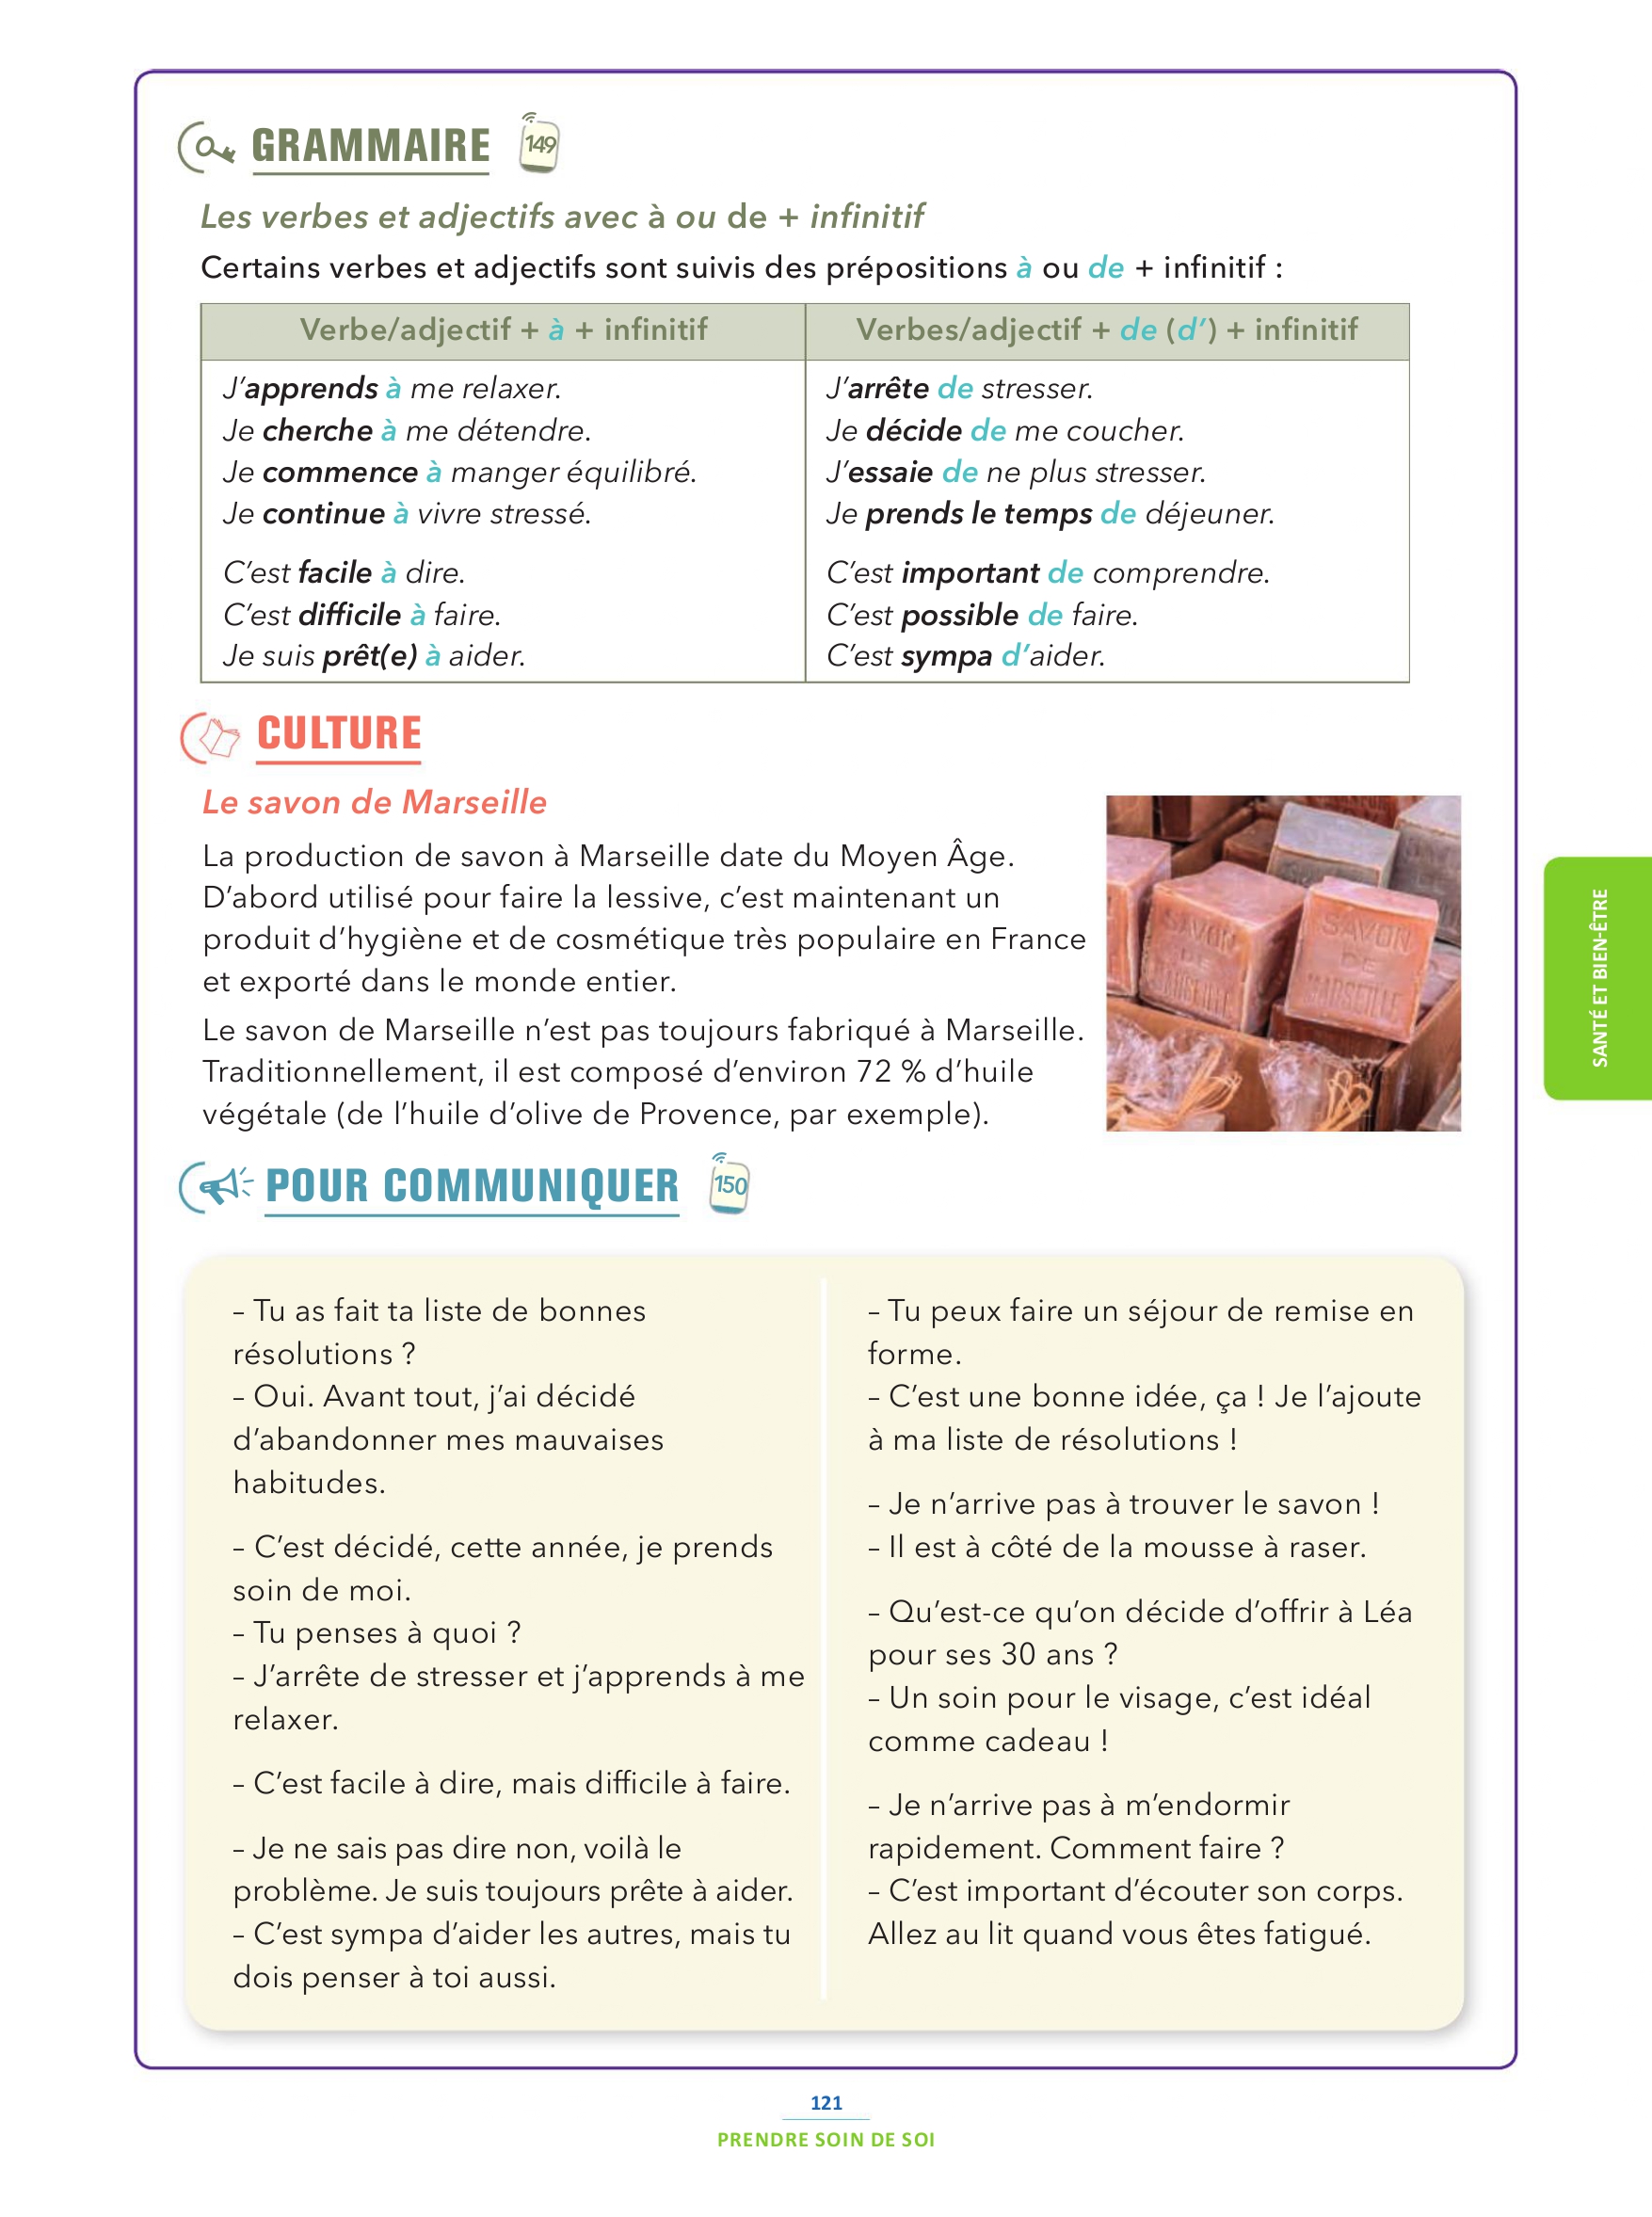 GRAMMAIRE
149
Les verbes et adjectifs avec à ou de + infinitif
Certains verbes et adjectifs sont suivis des prépositions à ou de + infinitif :
Verbe/adjectif + à + infinitif
J’apprends à me relaxer.
Je cherche à me détendre.
Je commence à manger équilibré.
Je continue à vivre stressé.
C’est facile à dire.
C’est difficile à faire.
Je suis prêt(e) à aider.
Verbes/adjectif + de (d’) + infinitif
J’arrête de stresser.
Je décide de me coucher.
J’essaie de ne plus stresser.
Je prends le temps de déjeuner.
C’est important de comprendre.
C’est possible de faire.
C’est sympa d’aider.
CULTURE
Le savon de Marseille
La production de savon à Marseille date du Moyen Âge.
D’abord utilisé pour faire la lessive, c’est maintenant un
produit d’hygiène et de cosmétique très populaire en France
et exporté dans le monde entier.
Le savon de Marseille n’est pas toujours fabriqué à Marseille.
Traditionnellement, il est composé d’environ 72 % d’huile
végétale (de l’huile d’olive de Provence, par exemple).
SAVON
DE
MARSEILLE
SAVON
DE
MARSEILLE
SANTÉ ET BIEN-ÊTRE
POUR COMMUNIQUER
150
– Tu as fait ta liste de bonnes
résolutions ?
– Oui. Avant tout, j’ai décidé
d’abandonner mes mauvaises
habitudes.
– C’est décidé, cette année, je prends
soin de moi.
– Tu penses à quoi ?
– J’arrête de stresser et j’apprends à me
relaxer.
– C’est facile à dire, mais difficile à faire.
– Je ne sais pas dire non, voilà le
problème. Je suis toujours prête à aider.
– C’est sympa d’aider les autres, mais tu
dois penser à toi aussi.
– Tu peux faire un séjour de remise en
forme.
– C’est une bonne idée, ça ! Je l’ajoute
à ma liste de résolutions !
– Je n’arrive pas à trouver le savon !
– Il est à côté de la mousse à raser.
– Qu’est-ce qu’on décide d’offrir à Léa
pour ses 30 ans ?
– Un soin pour le visage, c’est idéal
comme cadeau !
– Je n’arrive pas à m’endormir
rapidement. Comment faire ?
– C’est important d’écouter son corps.
Allez au lit quand vous êtes fatigué.
121
PRENDRE SOIN DE SOI